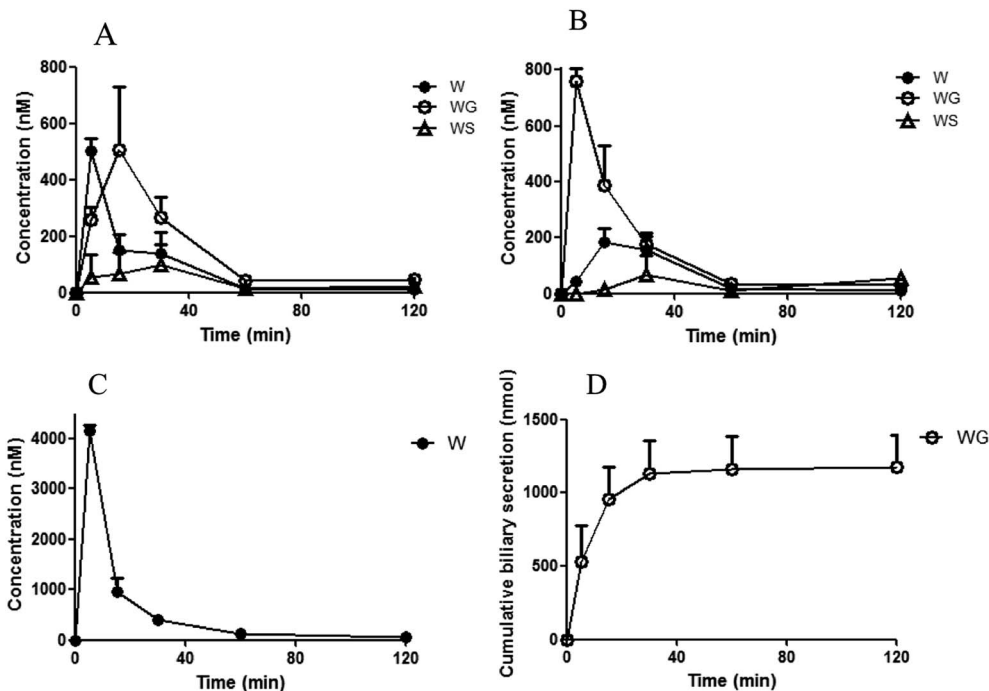 A
Concentration (nM)
800
600
400
200
0
0 40 80 120
Time (min)
W
WG
WS
B
Concentration (nM)
800
600
400
200
0
0 40 80 120
Time (min)
W
WG
WS
C
Concentration (nM)
4000
3000
2000
1000
0
0 40 80 120
Time (min)
W
D
Cumulative biliary secretion (nmol)
1500
1000
500
0
0 40 80 120
Time (min)
WG